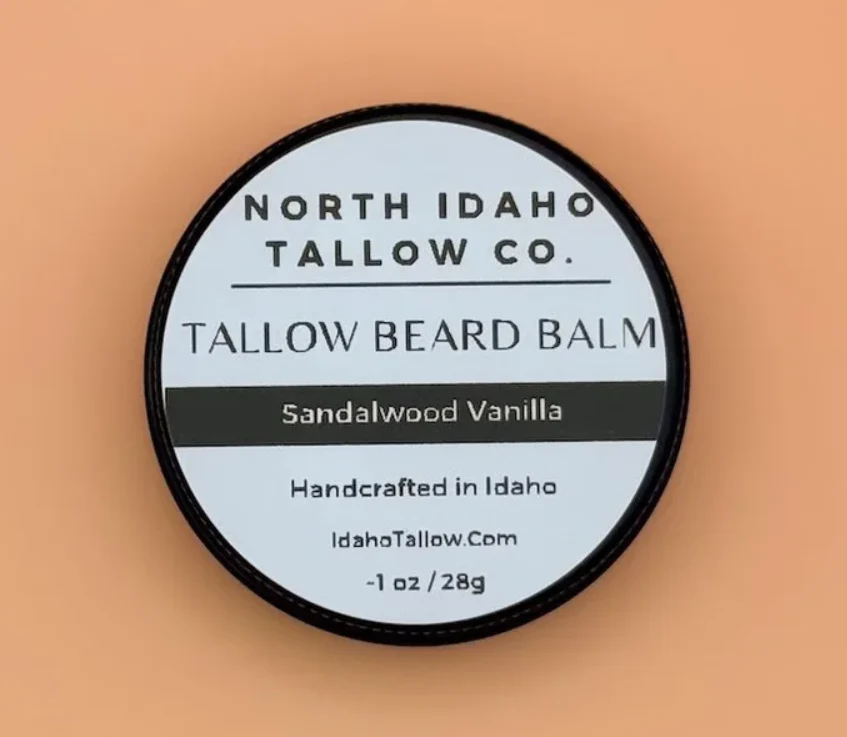 NORTH IDAHO
TALLOW CO.
TALLOW BEARD BALM
Sandalwood Vanilla
Handcrafted in Idaho
IdahoTallow.Com
~1 oz / 28g